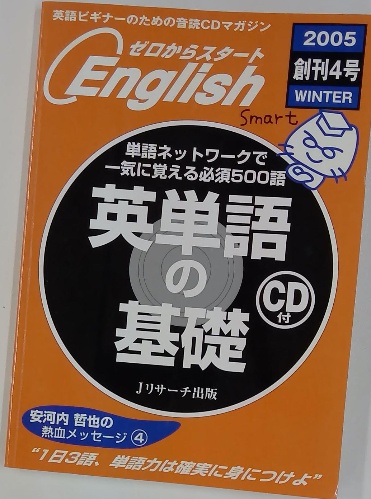 英語ビギナーのための音読CDマガジン
ゼロからスタート
English
2005
創刊4号
WINTER
Smart
単語ネットワークで
一気に覚える必須500語
英単語
の
基礎
CD
付
Jリサーチ出版
安河内 哲也の
熱血メッセージ④
"1日3語、単語力は確実に身につけよ"